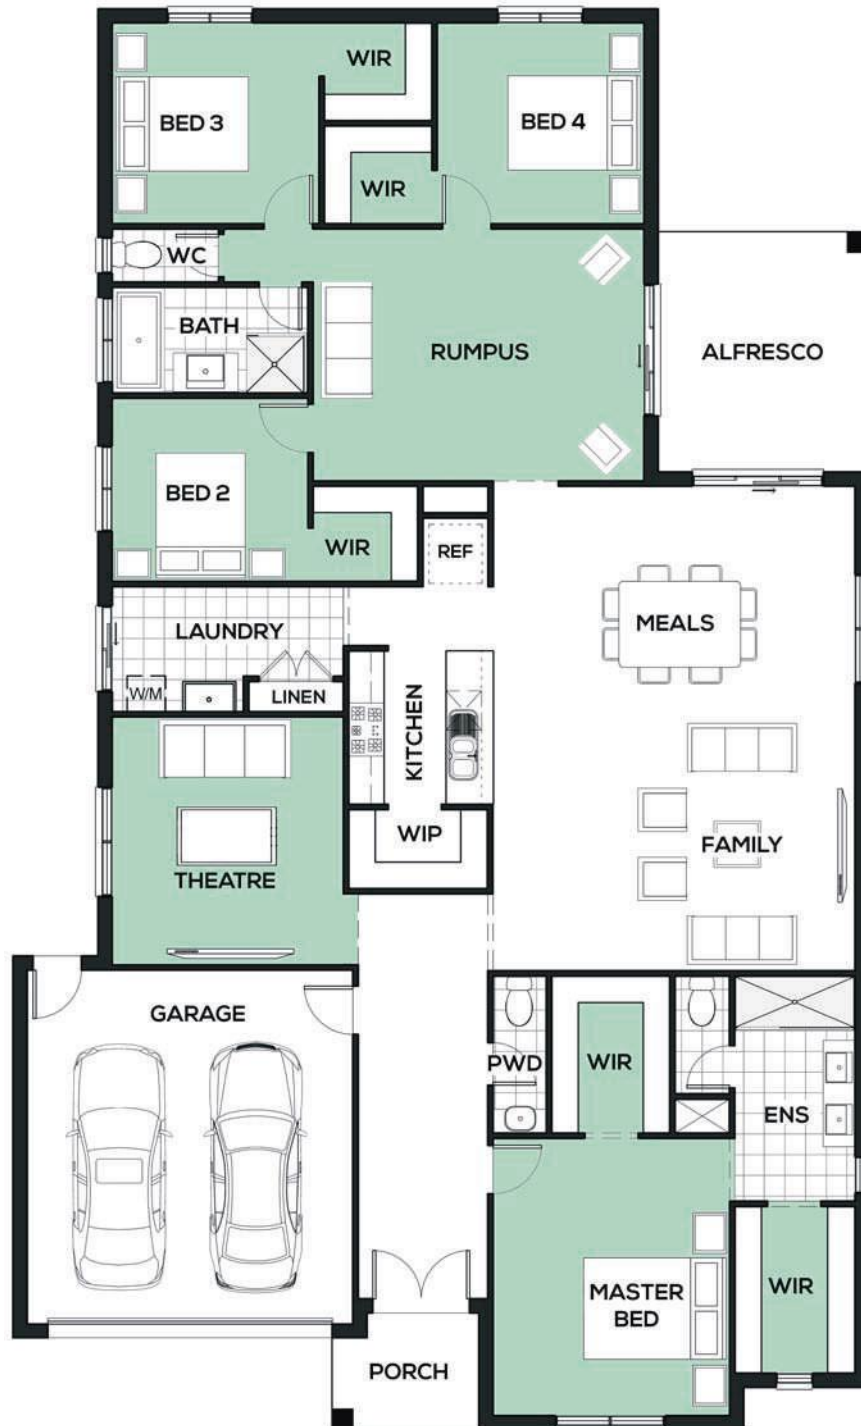 WIR
BED 3
BED 4
WIR
WC
BATH
RUMPUS
ALFRESCO
BED 2
WIR
REF
LAUNDRY
MEALS
W/M
LINEN
KITCHEN
WIP
FAMILY
THEATRE
GARAGE
PWD
WIR
ENS
MASTER
BED
WIR
PORCH